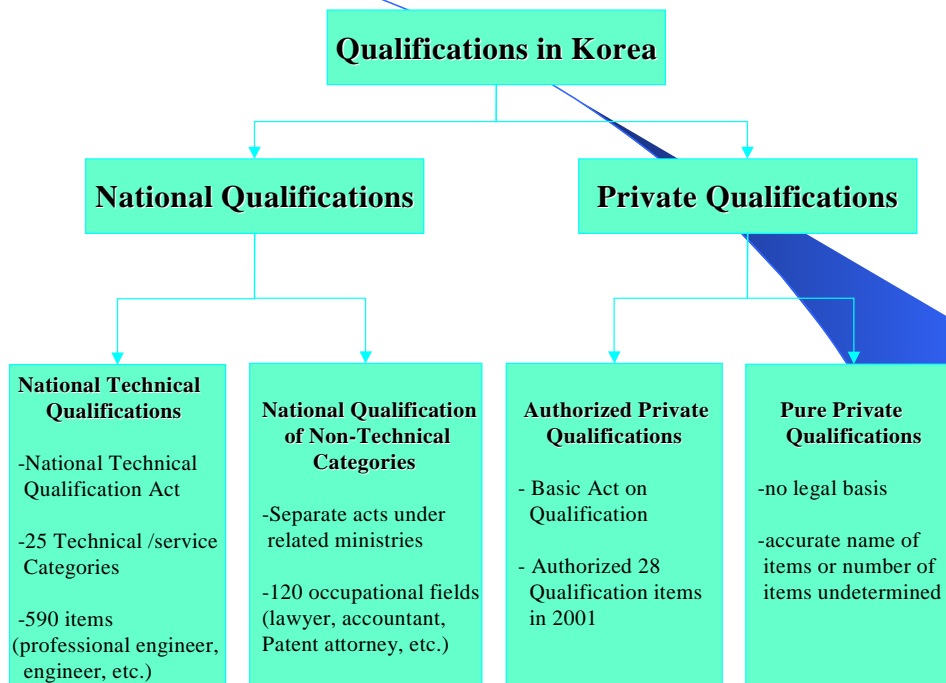 Qualifications in Korea
National Qualifications
Private Qualifications
National Technical
Qualifications
-National Technical
Qualification Act
-25 Technical /service
Categories
-590 items
(professional engineer,
engineer, etc.)
National Qualification
of Non-Technical
Categories
-Separate acts under
related ministries
-120 occupational fields
(lawyer, accountant,
Patent attorney, etc.)
Authorized Private
Qualifications
- Basic Act on
Qualification
- Authorized 28
Qualification items
in 2001
Pure Private
Qualifications
-no legal basis
-accurate name of
items or number of
items undetermined